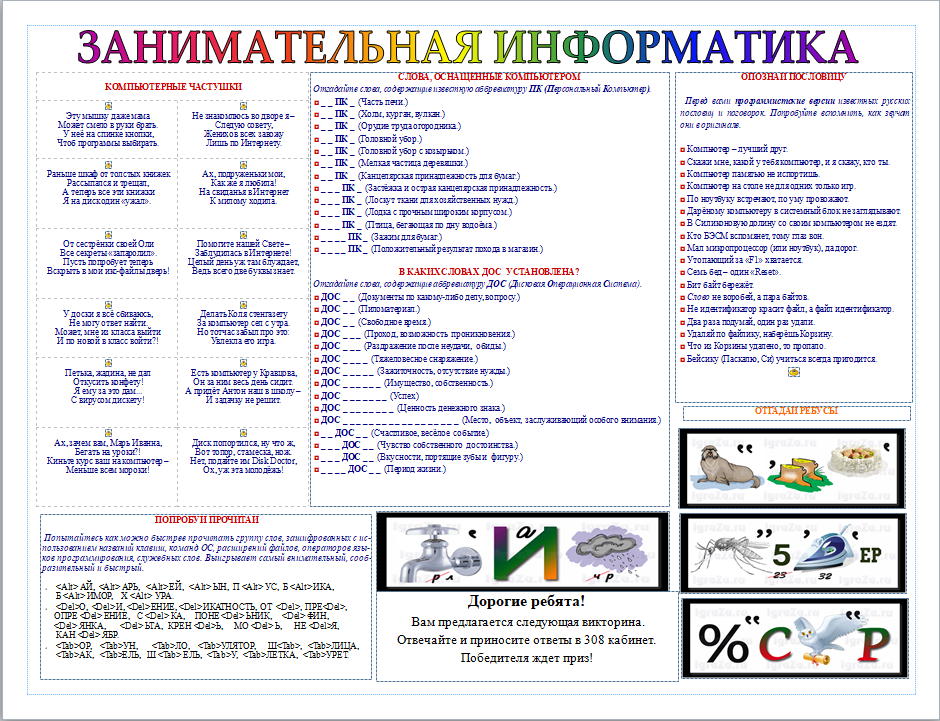 ЗАНИМАТЕЛЬНАЯ ИНФОРМАТИКА
КОМПЬЮТЕРНЫЕ ЧАСТУШКИ
Эту мышку даже мама
Может смело в руки брать.
У неё на спинке кнопки,
Чтоб программы выбирать.
Не знакомлюсь во дворе я –
Следую совету,
Женихов всех завожу
Лишь по Интернету.
Раньше шкаф от толстых книжек
Рассыпался и трещал,
А теперь все эти книжки
Я на диск один «ужал».
Ах, подруженьки мои,
Как же я любила!
На свиданья в Интернет
К милому ходила.
От сестрёнки своей Оли
Все секреты «запаролил».
Пусть попробует теперь
Вскрыть в мои икс-файлы дверь!
Помогите нашей Свете –
Заблудилась в Интернете!
Целый день уж там блуждает,
Ведь всего две буквы знает.
У доски я всё сбиваюсь,
Не могу ответ найти.
Может, мне из класса выйти
И по новой в класс войти?!
Делать Коля стенгазету
За компьютер сел с утра.
Но тотчас забыл про это:
Увлекла его игра.
Петька, жадина, не дал
Откусить конфету!
Я ему за это дам...
С вирусом дискету!
Есть компьютер у Кравцова,
Он за ним весь день сидит.
А придёт Антон наш в школу –
И задачку не решит.
Ах, зачем вам, Марь Иванна,
Бегать на уроки?!
Киньте курс ваш на компьютер –
Меньше всем мороки!
Диск попортился, ну что ж,
Вот топор, стамеска, нож.
Нет, подайте им Disk Doctor,
Ох, уж эта молодёжь!
СЛОВА, ОСНАЩЕННЫЕ КОМПЬЮТЕРОМ
Отгадайте слова, содержащие известную аббревиатуру ПК (Персональный Компьютер).
_ _ ПК _ (Часть печи.)
_ _ ПК _ (Холм, курган, вулкан.)
_ _ ПК _ (Орудие труда огородника.)
_ _ ПК _ (Головной убор.)
_ _ ПК _ (Головной убор с козырьком.)
_ _ ПК _ (Мелкая частица деревяшки.)
_ _ ПК _ (Канцелярская принадлежность для бумаг.)
_ _ _ ПК _ (Застёжка и острая канцелярская принадлежность.)
_ _ _ ПК _ (Лоскут ткани для хозяйственных нужд.)
_ _ _ ПК _ (Лодка с прочным широким корпусом.)
_ _ _ ПК _ (Птица, бегающая по дну водоёма.)
_ _ _ _ ПК _ (Зажим для бумаг.)
_ _ _ _ ПК _ (Положительный результат похода в магазин.)
В КАКИХ СЛОВАХ ДОС УСТАНОВЛЕНА?
Отгадайте слова, содержащие аббревиатуру ДОС (Дисковая Операционная Система).
ДОС _ _ (Документы по какому-либо делу, вопросу.)
ДОС _ _ (Пиломатериал.)
ДОС _ _ (Свободное время.)
ДОС _ _ _ (Проход, возможность проникновения.)
ДОС _ _ _ (Раздражение после неудачи, обиды.)
ДОС _ _ _ _ (Тяжеловесное снаряжение.)
ДОС _ _ _ _ (Зажиточность, отсутствие нужды.)
ДОС _ _ _ _ _ _ (Имущество, собственность.)
ДОС _ _ _ _ _ _ _ (Успех.)
ДОС _ _ _ _ _ _ _ _ (Ценность денежного знака.)
ДОС _ _ _ _ _ _ _ _ _ _ _ _ _ _ _ _ _ _ (Место, объект, заслуживающий особого внимания.)
_ _ ДОС _ _ (Счастливое, весёлое событие.)
_ _ _ ДОС _ _ (Чувство собственного достоинства.)
_ _ _ ДОС _ _ (Вкусности, портящие зубы и фигуру.)
_ _ _ _ ДОС _ _ (Период жизни.)
ОПОЗНАЙ ПОСЛОВИЦУ
Перед вами программистские версии известных русских
пословиц и поговорок. Попробуйте вспомнить, как звучат
они в оригинале.
Компьютер – лучший друг.
Скажи мне, какой у тебя компьютер, и я скажу, кто ты.
Компьютер памятью не испортишь.
Компьютер на столе не для одних только игр.
По ноутбуку встречают, по уму провожают.
Дарёному компьютеру в системный блок не заглядывают.
В Силиконовую долину со своим компьютером не ездят.
Кто БЭСМ вспомянет, тому глаз вон.
Мал микропроцессор (или ноутбук), да дорог.
Утопающий за «F1» хватается.
Семь бед – один «Reset».
Бит байт бережёт.
Слово не воробей, а пара байтов.
Не идентификатор красит файл, а файл идентификатор.
Два раза подумай, один раз удали.
Удаляй по файлику, наберёшь Корзину.
Что из Корзины удалено, то пропало.
Бейсику (Паскалю, Си) учиться всегда пригодится.
ОТГАДАЙ РЕБУСЫ
“ , ‘
” 5 ‘ ЕР
23 32
% “ С “ Р
‘ И
р л ч р
ПОПРОБУЙ ПРОЧИТАЙ
Попытайтесь как можно быстрее прочитать группу слов, зашифрованных с ис-
пользованием названий клавиш, команд ОС, расширений файлов, операторов язы-
ков программирования, служебных слов. Выигрывает самый внимательный, сооб-
разительный и быстрый.
<Alt> АЙ, <Alt> АРЬ, <Alt> ЕЙ, <Alt> ЫН, П <Alt> УС, Б <Alt> ИКА,
Б <Alt> ИМОР, Х <Alt> УРА.
<Del> О, <Del> И, <Del> ЕНИЕ, <Del> ИКАТНОСТЬ, ОТ <Del>, ПРЕ <Del>,
ОПРЕ <Del> ЕНИЕ, С <Del> КА, ПОНЕ <Del> ЬНИК, <Del> ФИН,
<Del> ЯНКА, <Del> ЬТА, КРЕН <Del> Ь, МО <Del> Ь, НЕ <Del> Я,
КАН <Del> ЯБР.
<Tab> ОР, <Tab> УН, <Tab> ЛО, <Tab> УЛЯТОР, Ш <Tab>, <Tab> ЛИЦА,
<Tab> АК, <Tab> ЕЛЬ, Ш <Tab> ЕЛЬ, У <Tab>, <Tab> ЛЕТКА, <Tab> УРЕТ.
Дорогие ребята!
Вам предлагается следующая викторина.
Отвечайте и приносите ответы в 308 кабинет.
Победителя ждет приз!